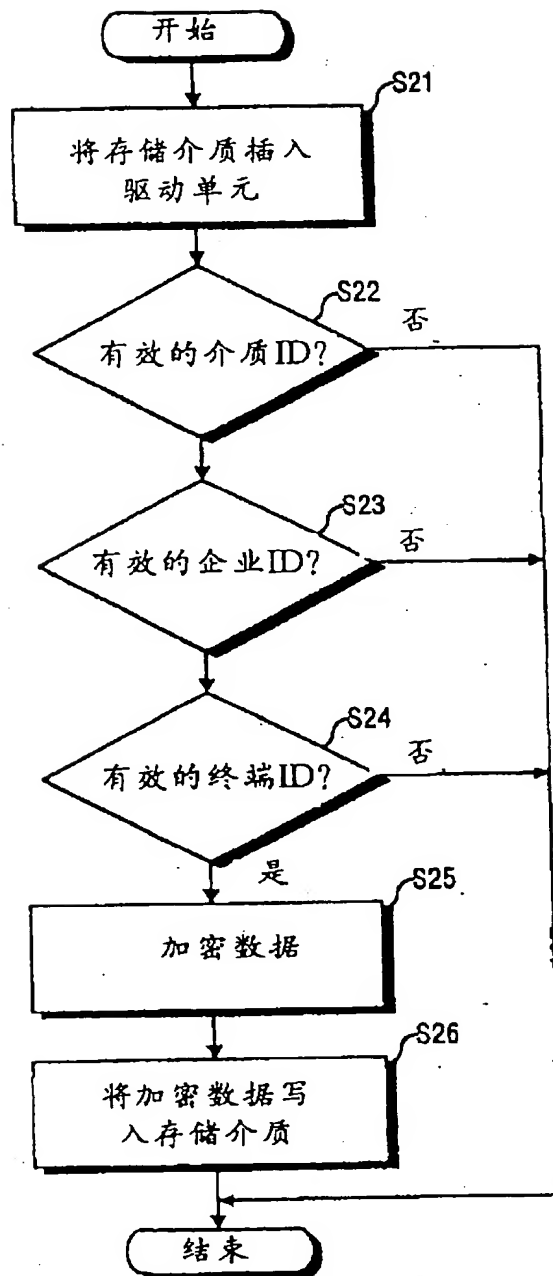 开始
S21
将存储介质插入
驱动单元
S22
有效的介质ID?
否
S23
有效的企业ID?
否
S24
有效的终端ID?
否
是
S25
加密数据
S26
将加密数据写
入存储介质
结束